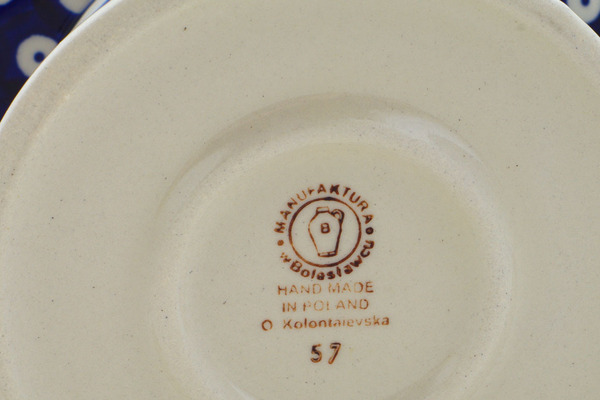 MANUFAKTURA
B
w Bolesławcu
HAND MADE
IN POLAND
O Kolontaievska
57